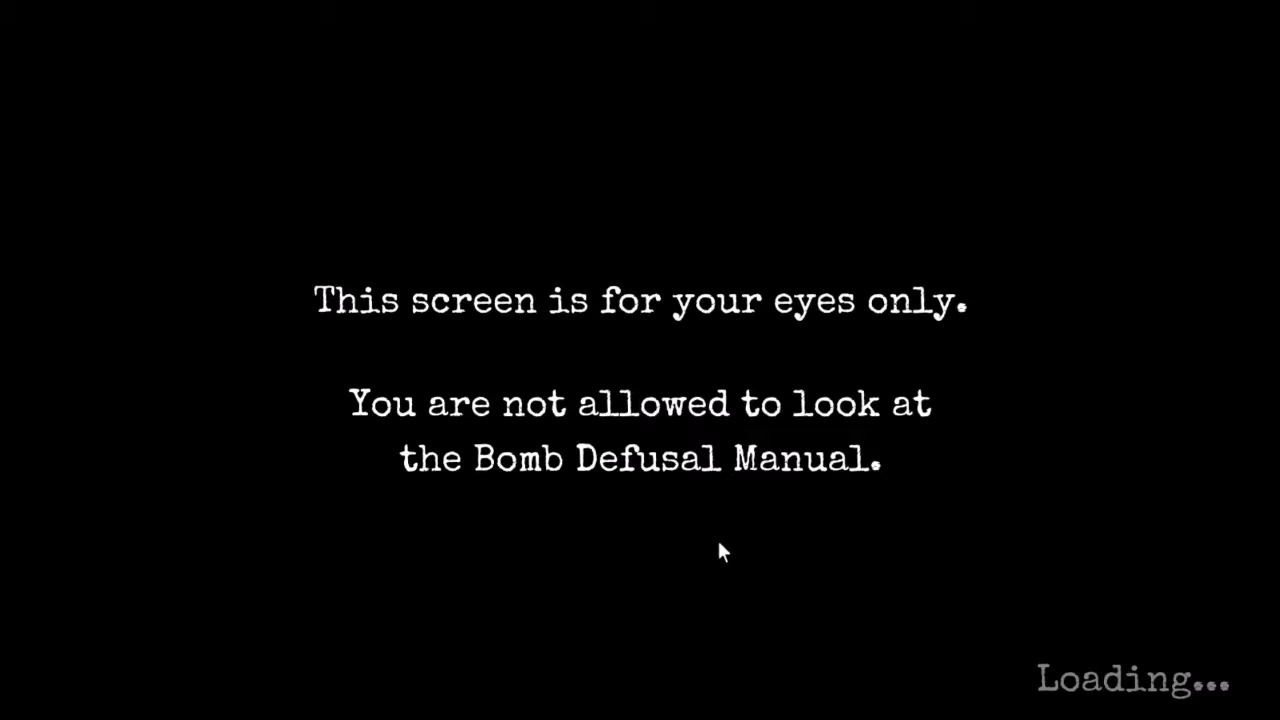 This screen is for your eyes only.
You are not allowed to look at
the Bomb Defusal Manual.
Loading...